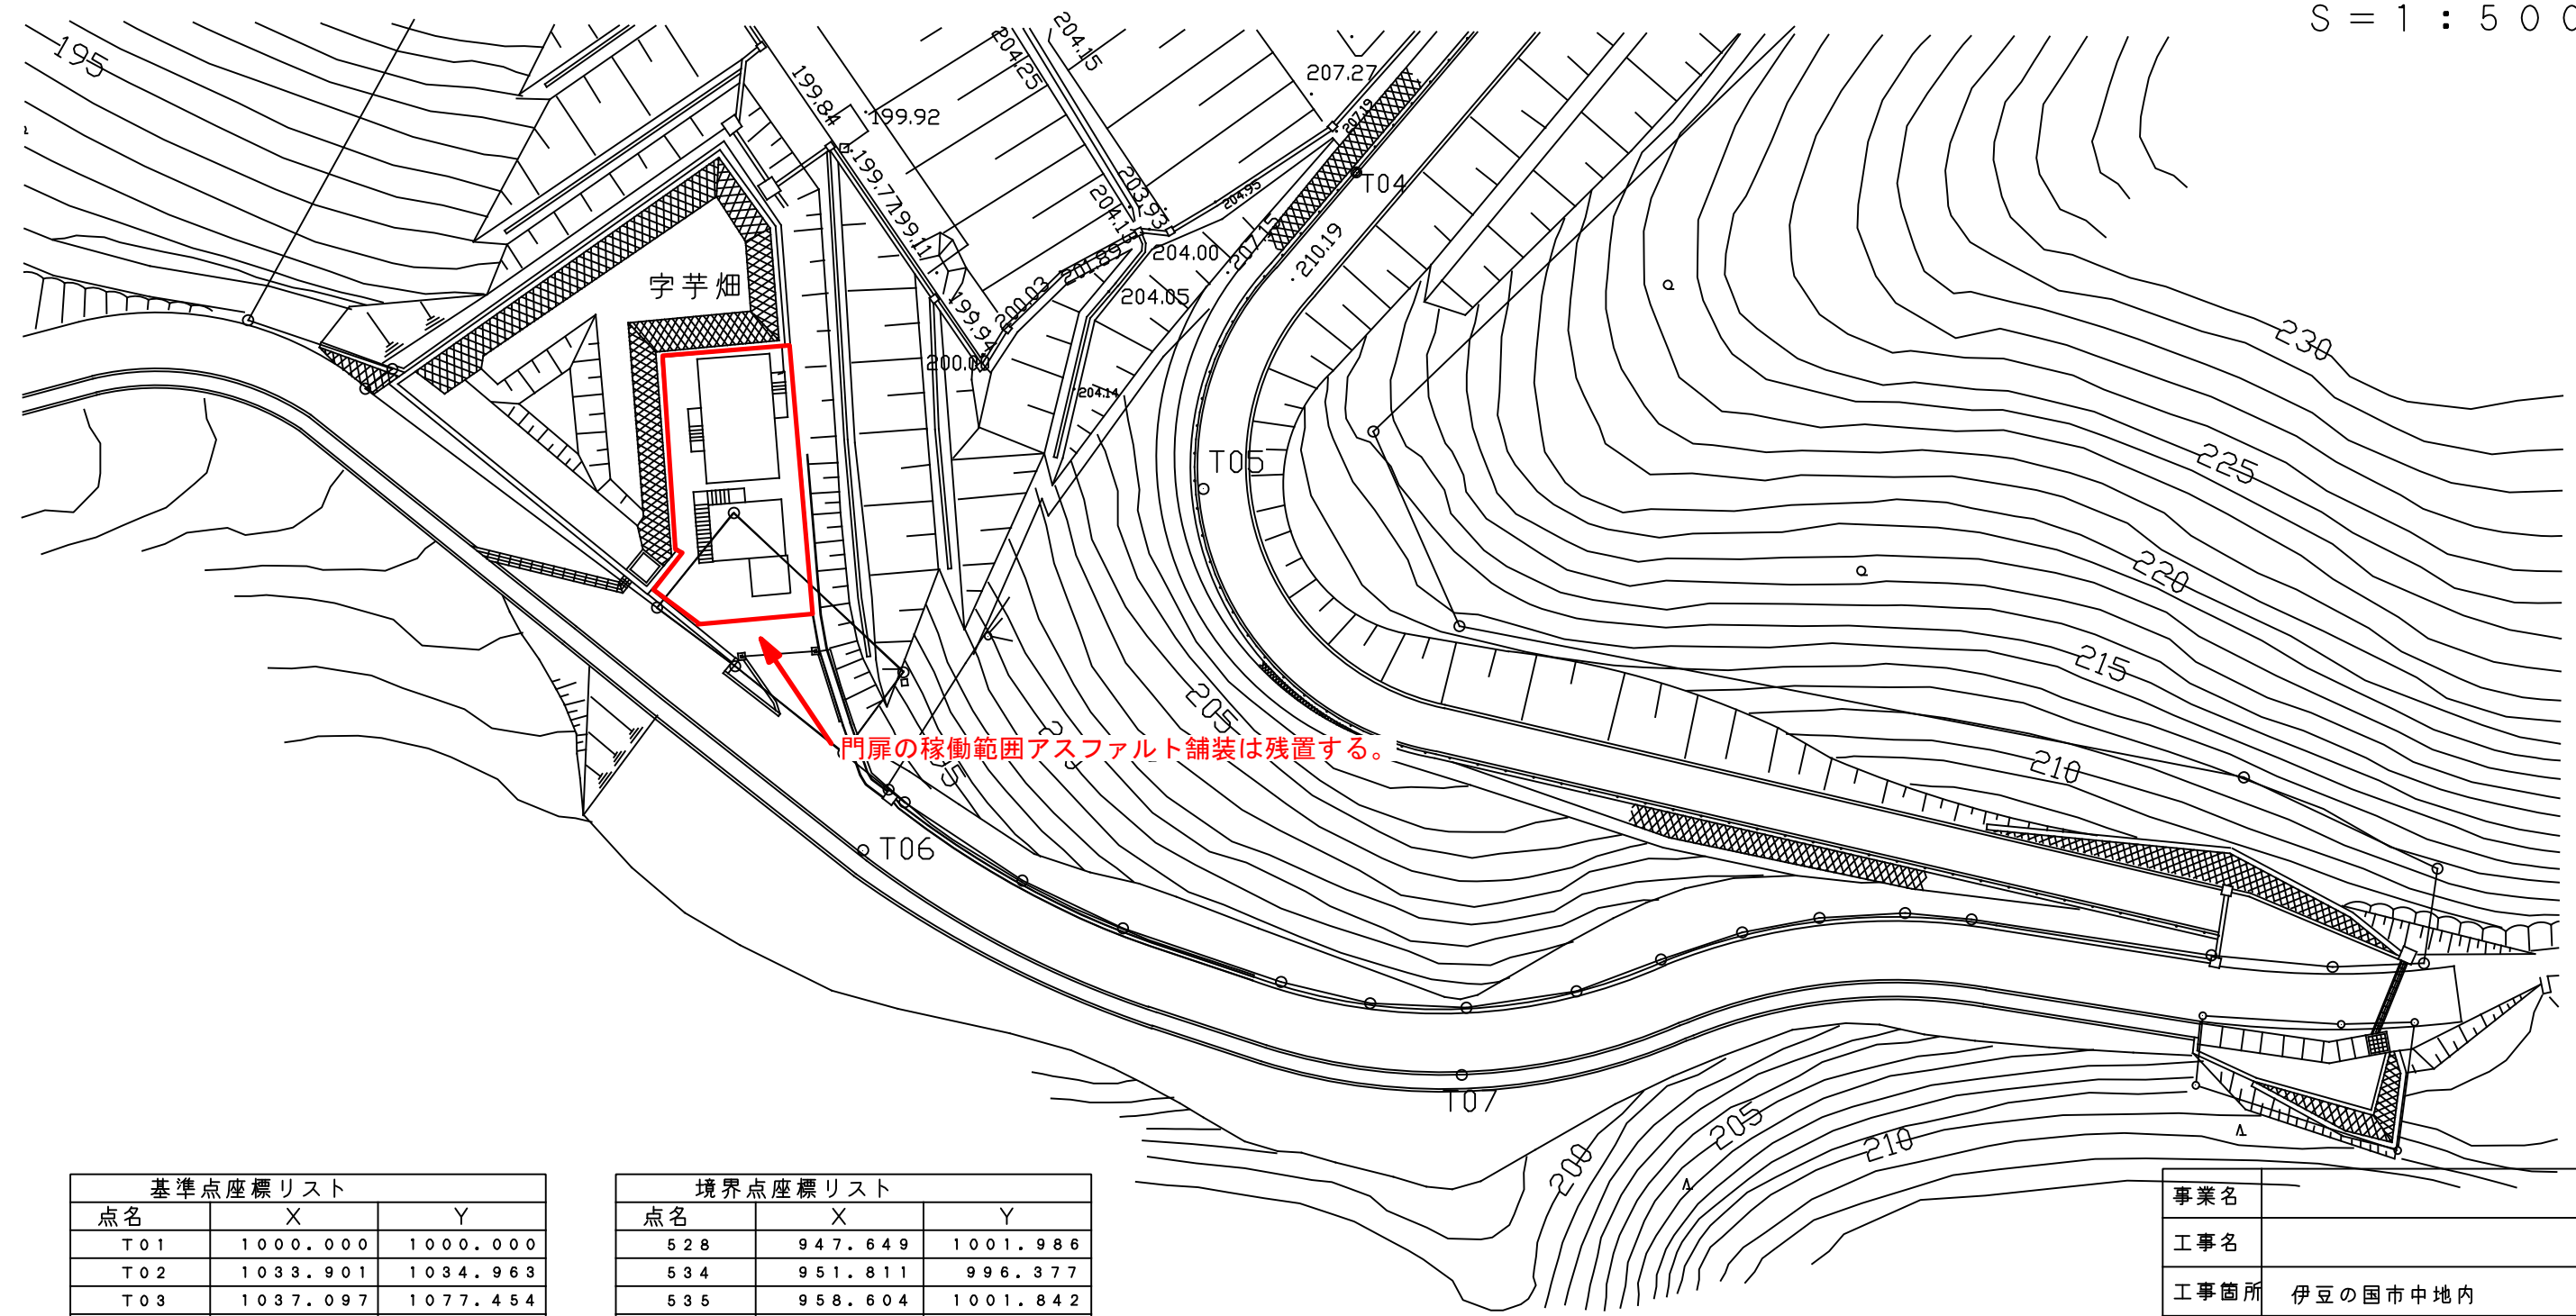 S=1:500
195
204.25
204.15
199.84
199.92
207.27
207.19
T04
199.77
199.11
203.93
204.13
204.95
204.00
207.15
210.19
字芋畑
201.89
200.03
204.05
199.94
200.00
204.14
230
T05
225
220
215
205
210
門扉の稼働範囲アスファルト舗装は残置する。
T06
T07
205
210
200
基準点座標リスト
点名 X Y
T01 1000.000 1000.000
T02 1033.901 1034.963
T03 1037.097 1077.454
境界点座標リスト
点名 X Y
528 947.649 1001.986
534 951.811 996.377
535 958.604 1001.842
事業名
工事名
工事箇所 伊豆の国市中地内